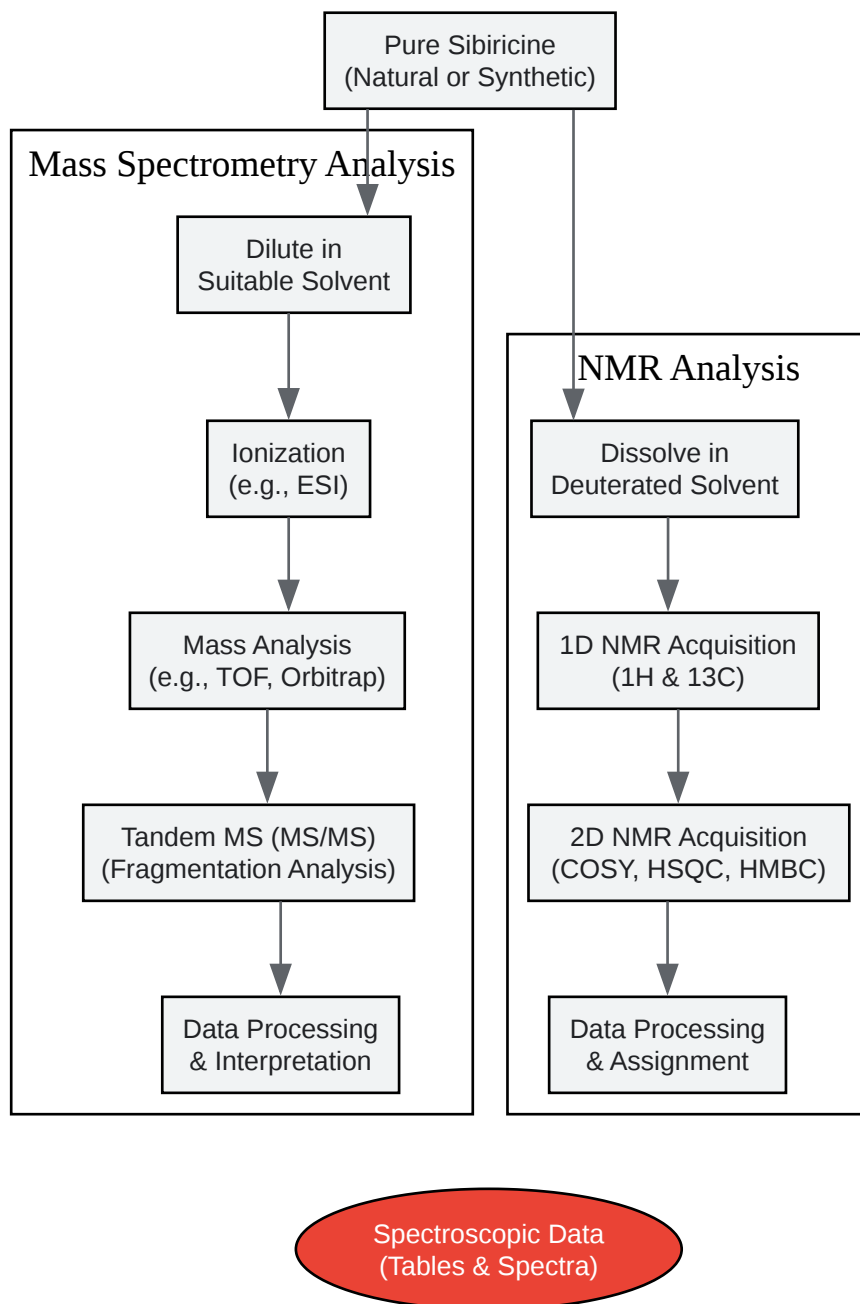 Pure Sibiricine
(Natural or Synthetic)
Mass Spectrometry Analysis
Dilute in
Suitable Solvent
Ionization
(e.g., ESI)
Mass Analysis
(e.g., TOF, Orbitrap)
Tandem MS (MS/MS)
(Fragmentation Analysis)
Data Processing
& Interpretation
NMR Analysis
Dissolve in
Deuterated Solvent
1D NMR Acquisition
(1H & 13C)
2D NMR Acquisition
(COSY, HSQC, HMBC)
Data Processing
& Assignment
Spectroscopic Data
(Tables & Spectra)